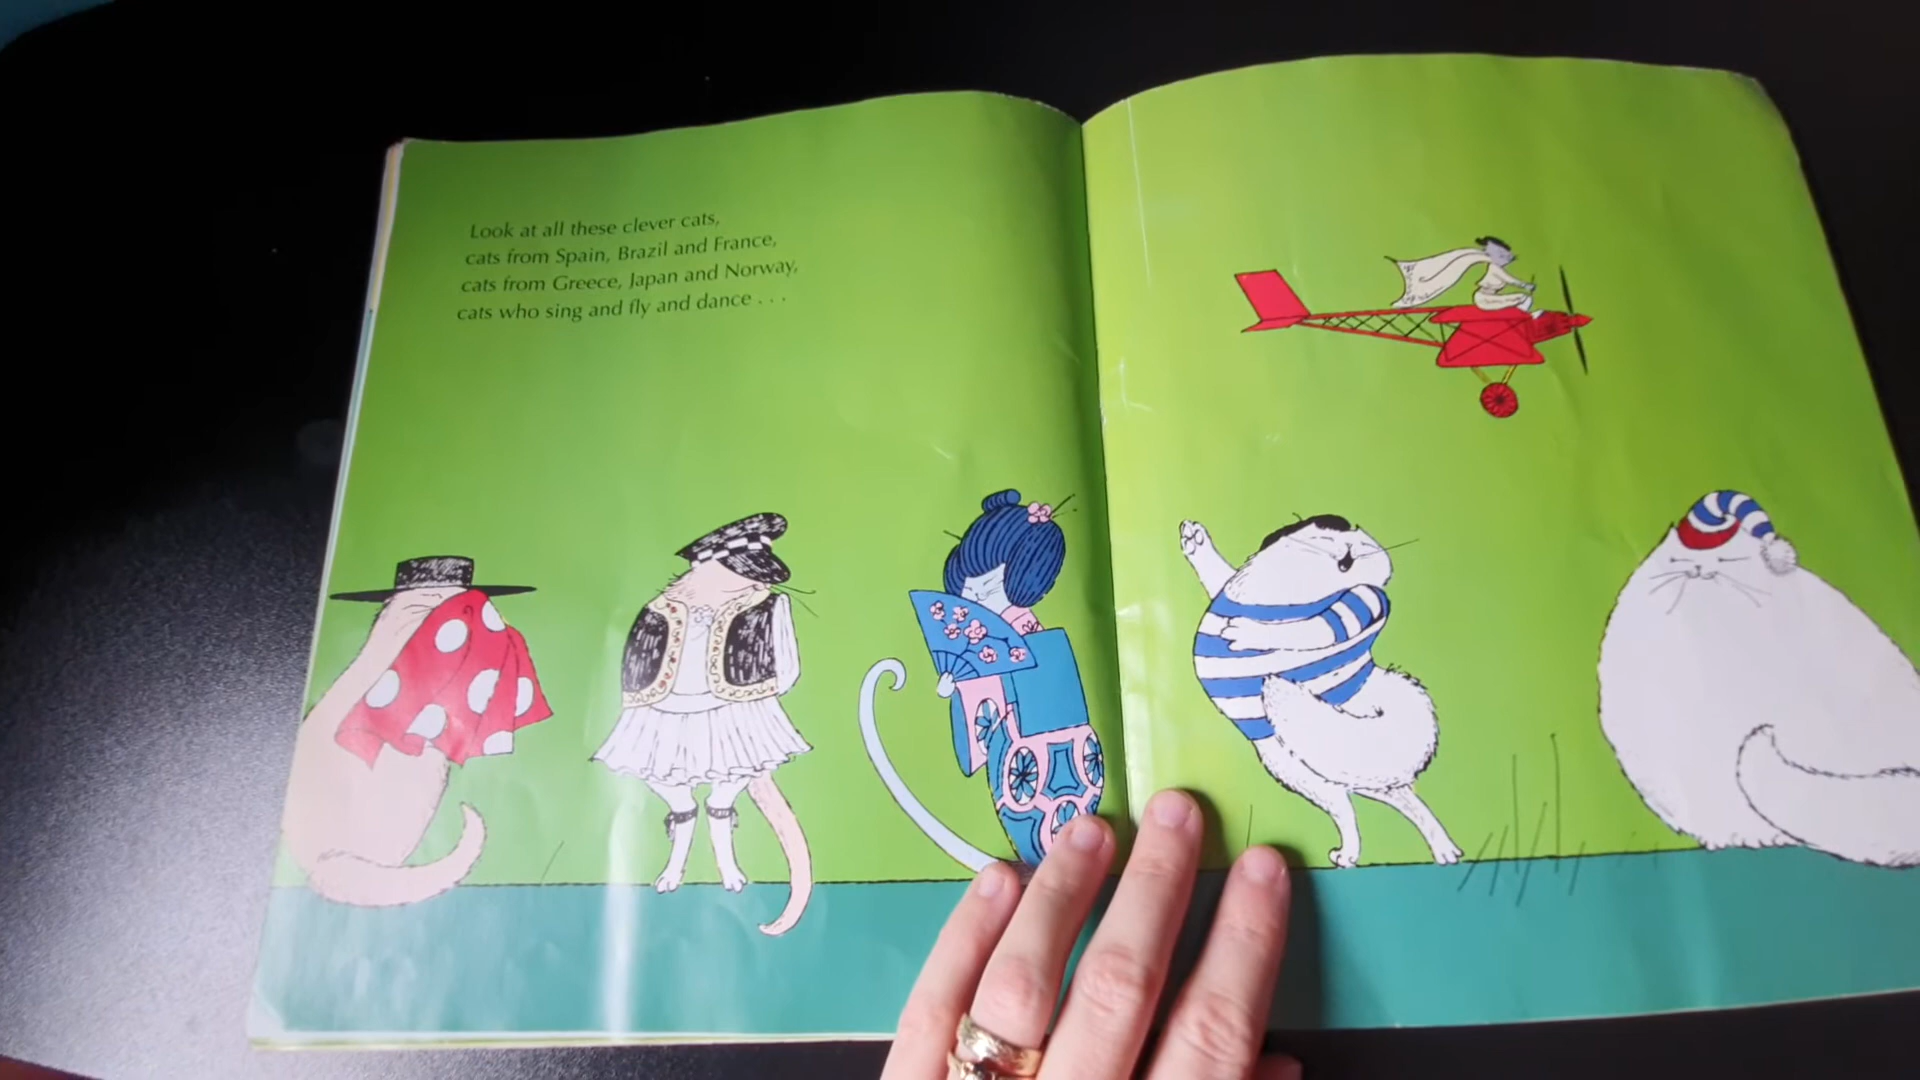 Look at all these clever cats,
cats from Spain, Brazil and France,
cats from Greece, Japan and Norway,
cats who sing and fly and dance . . .